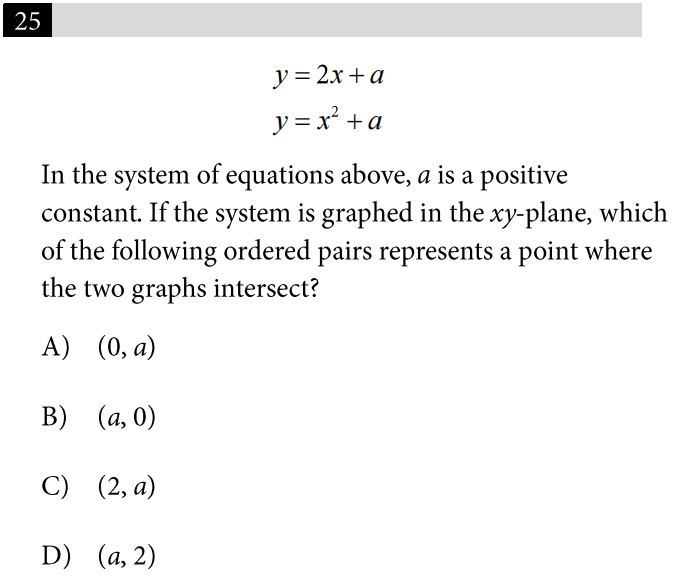 25
y = 2x + a
y = x² + a
In the system of equations above, a is a positive
constant. If the system is graphed in the xy-plane, which
of the following ordered pairs represents a point where
the two graphs intersect?
A) (0, a)
B) (a, 0)
C) (2, a)
D) (a, 2)